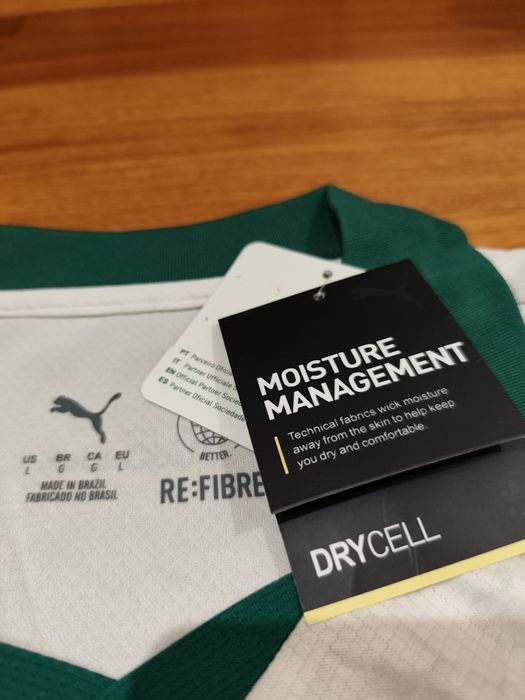 PT Parceiro Oficial
IT Partner Ufficiale
EN Official Partner
ES Partner Oficial Sociedade
MOISTURE
MANAGEMENT
Technical fabrics wick moisture
away from the skin to help keep
you dry and comfortable.
DRYCELL
US BR CA EU
L G G L
MADE IN BRAZIL
FABRICADO NO BRASIL
BETTER.
RE:FIBRE